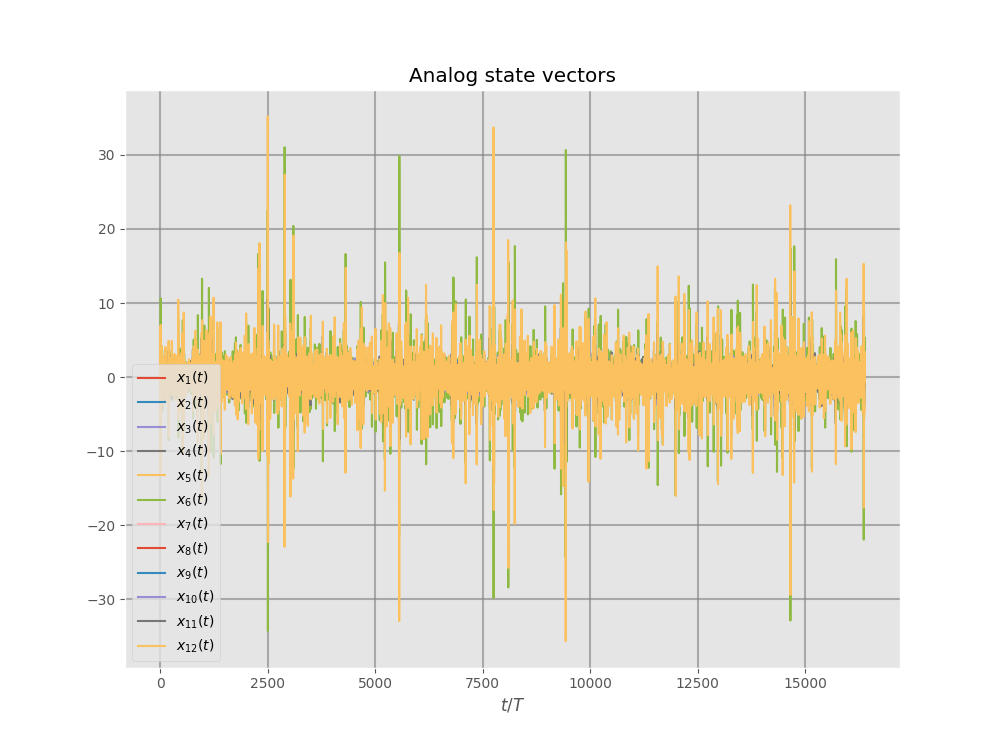 Analog state vectors
30
20
10
0
−10
−20
−30
x₁(t)
x₂(t)
x₃(t)
x₄(t)
x₅(t)
x₆(t)
x₇(t)
x₈(t)
x₉(t)
x₁₀(t)
x₁₁(t)
x₁₂(t)
0 2500 5000 7500 10000 12500 15000
t/T